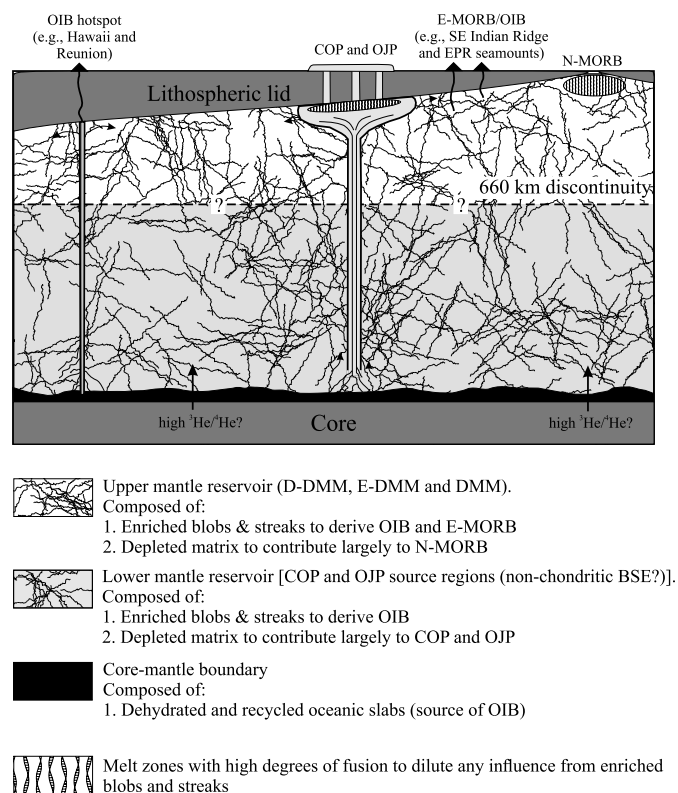 OIB hotspot
(e.g., Hawaii and
Reunion)
COP and OJP
E-MORB/OIB
(e.g., SE Indian Ridge
and EPR seamounts)
N-MORB
Lithospheric lid
660 km discontinuity
?
?
high ³He/⁴He?
Core
high ³He/⁴He?
Upper mantle reservoir (D-DMM, E-DMM and DMM).
Composed of:
1. Enriched blobs & streaks to derive OIB and E-MORB
2. Depleted matrix to contribute largely to N-MORB
Lower mantle reservoir [COP and OJP source regions (non-chondritic BSE?)].
Composed of:
1. Enriched blobs & streaks to derive OIB
2. Depleted matrix to contribute largely to COP and OJP
Core-mantle boundary
Composed of:
1. Dehydrated and recycled oceanic slabs (source of OIB)
Melt zones with high degrees of fusion to dilute any influence from enriched
blobs and streaks